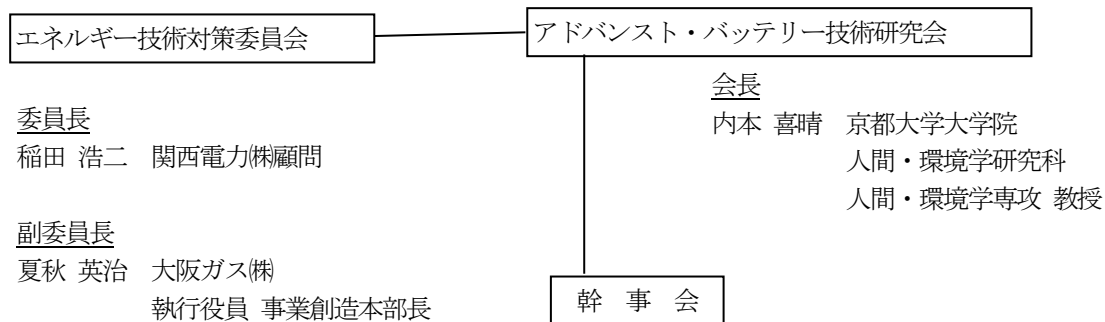 エネルギー技術対策委員会
アドバンスト・バッテリー技術研究会
委員長
稲田 浩二 関西電力㈱顧問
副委員長
夏秋 英治 大阪ガス㈱
執行役員 事業創造本部長
会長
内本 喜晴 京都大学大学院
人間・環境学研究科
人間・環境学専攻 教授
幹 事 会